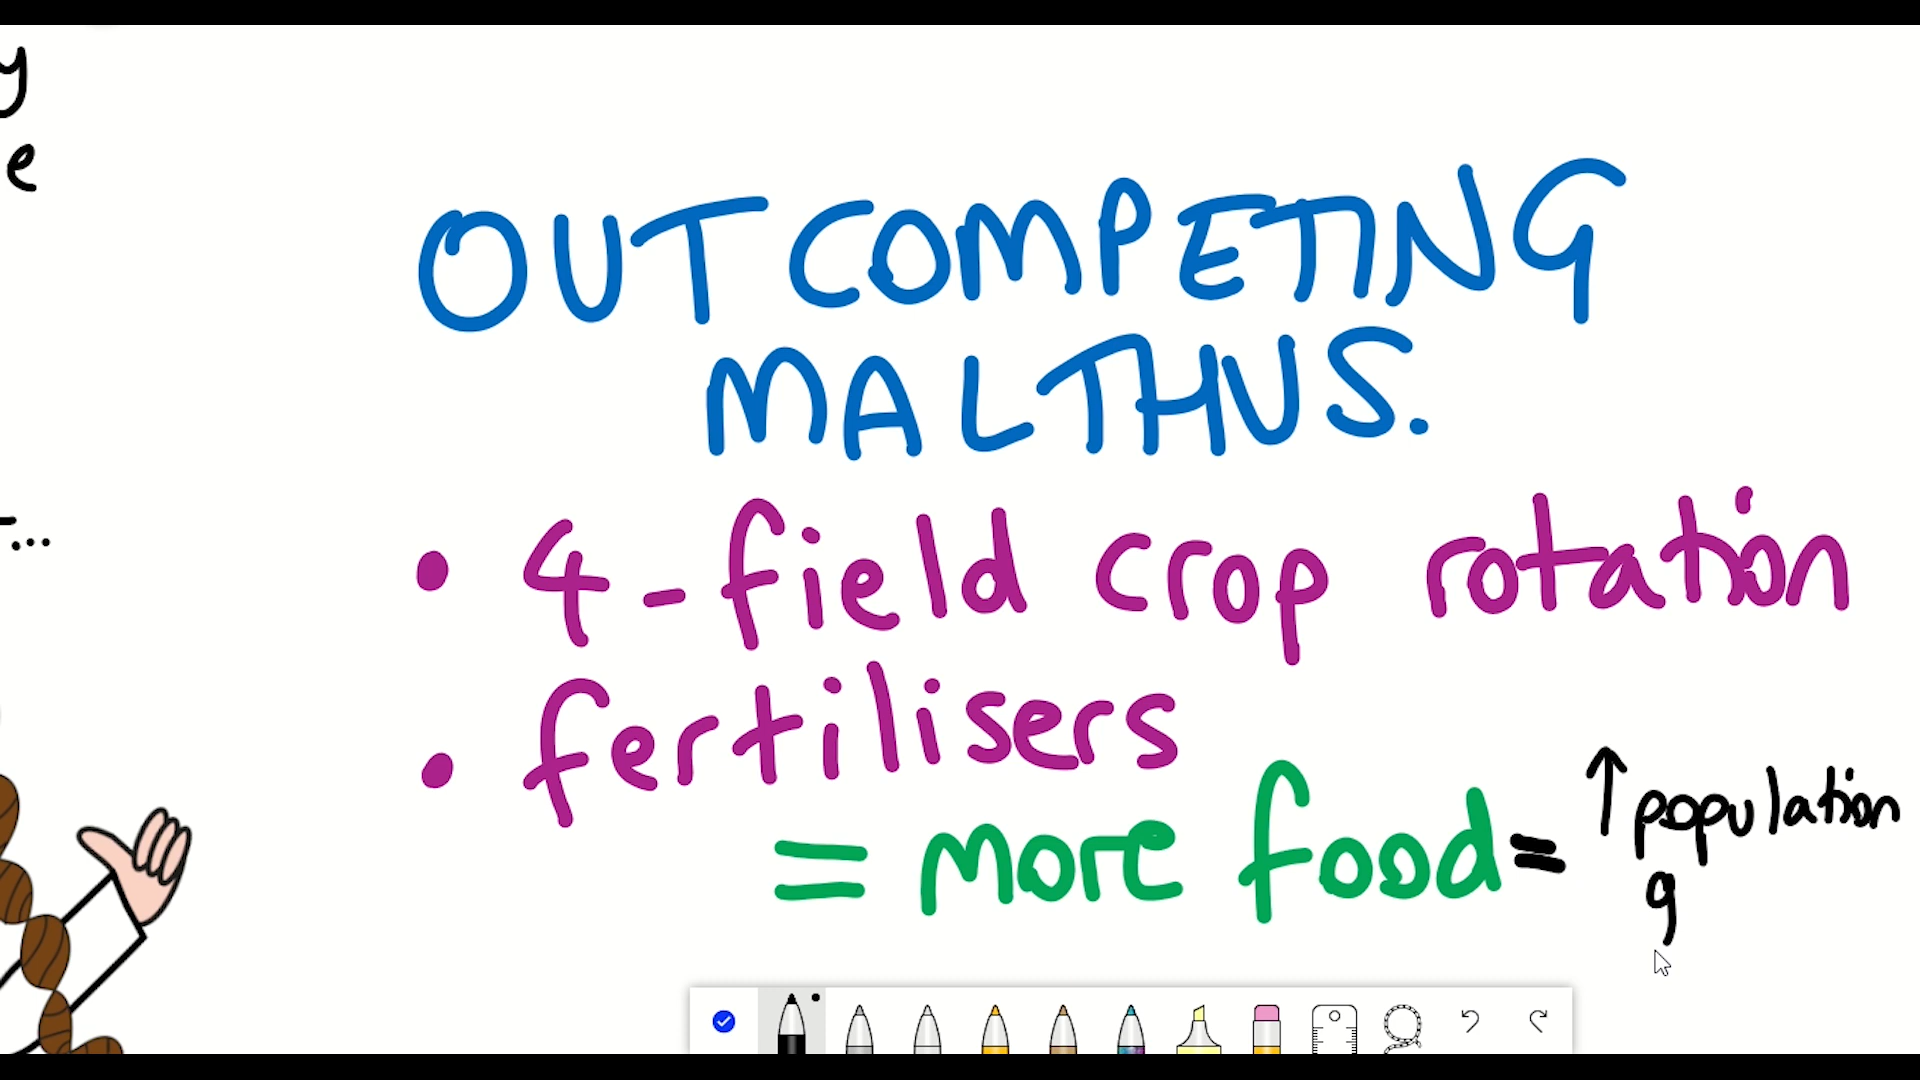 y
e
...
OUTCOMPETING
MALTHUS.
• 4-field crop rotation
• fertilisers
= more food = ↑ population
g